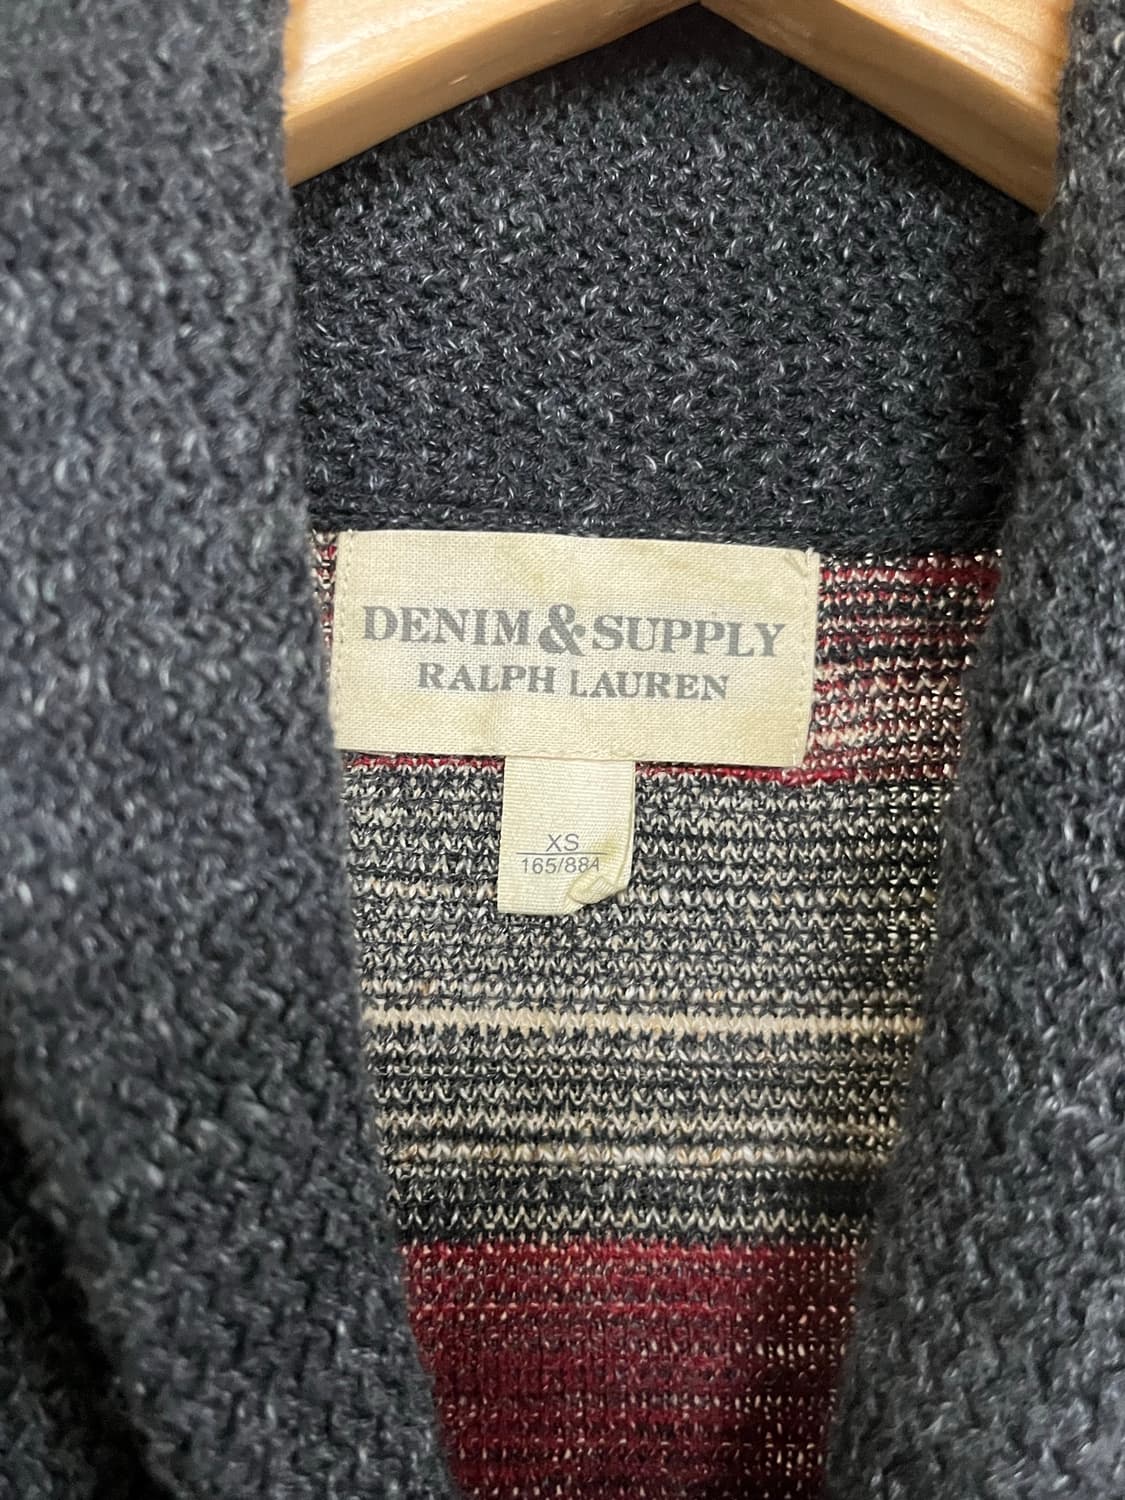 DENIM & SUPPLY
RALPH LAUREN
XS
165/88A